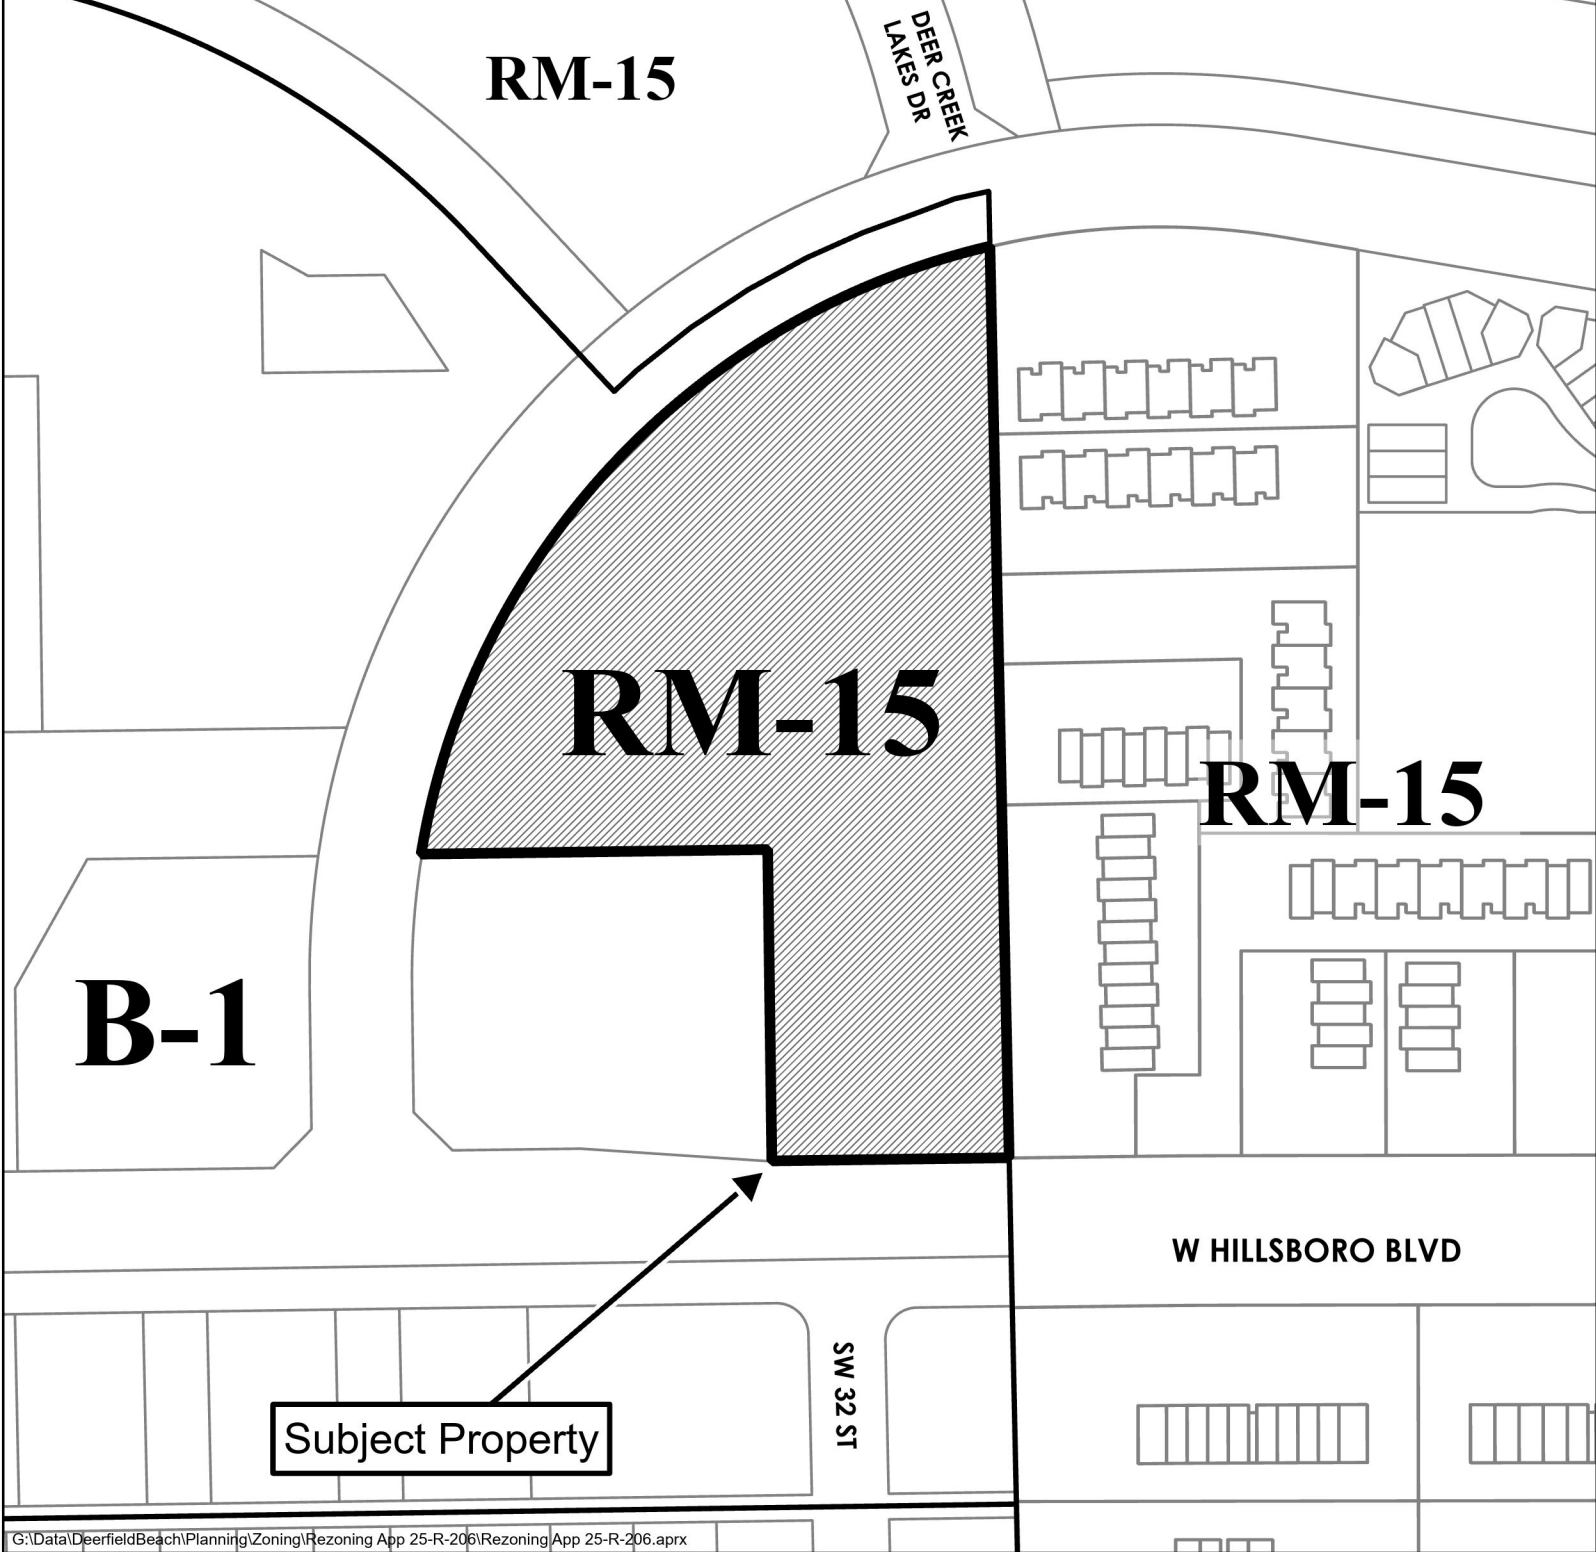 DEER CREEK
LAKES DR
RM-15
RM-15
RM-15
B-1
W HILLSBORO BLVD
SW 32 ST
Subject Property
G:\Data\DeerfieldBeach\Planning\Zoning\Rezoning App 25-R-206\Rezoning App 25-R-206.aprx